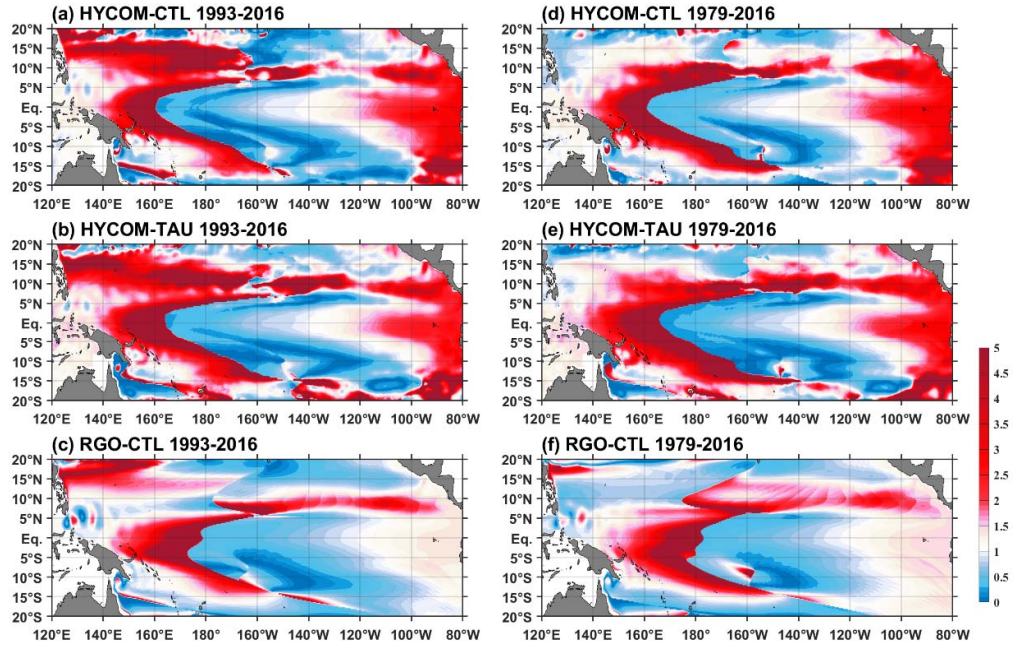 (a) HYCOM-CTL 1993-2016
20°N
15°N
10°N
5°N
Eq.
5°S
10°S
15°S
20°S
120°E 140°E 160°E 180°W 160°W 140°W 120°W 100°W 80°W
(d) HYCOM-CTL 1979-2016
20°N
15°N
10°N
5°N
Eq.
5°S
10°S
15°S
20°S
120°E 140°E 160°E 180°W 160°W 140°W 120°W 100°W 80°W
(b) HYCOM-TAU 1993-2016
20°N
15°N
10°N
5°N
Eq.
5°S
10°S
15°S
20°S
120°E 140°E 160°E 180°W 160°W 140°W 120°W 100°W 80°W
(e) HYCOM-TAU 1979-2016
20°N
15°N
10°N
5°N
Eq.
5°S
10°S
15°S
20°S
120°E 140°E 160°E 180°W 160°W 140°W 120°W 100°W 80°W
(c) RGO-CTL 1993-2016
20°N
15°N
10°N
5°N
Eq.
5°S
10°S
15°S
20°S
120°E 140°E 160°E 180°W 160°W 140°W 120°W 100°W 80°W
(f) RGO-CTL 1979-2016
20°N
15°N
10°N
5°N
Eq.
5°S
10°S
15°S
20°S
120°E 140°E 160°E 180°W 160°W 140°W 120°W 100°W 80°W
5
4.5
4
3.5
3
2.5
2
1.5
1
0.5
0